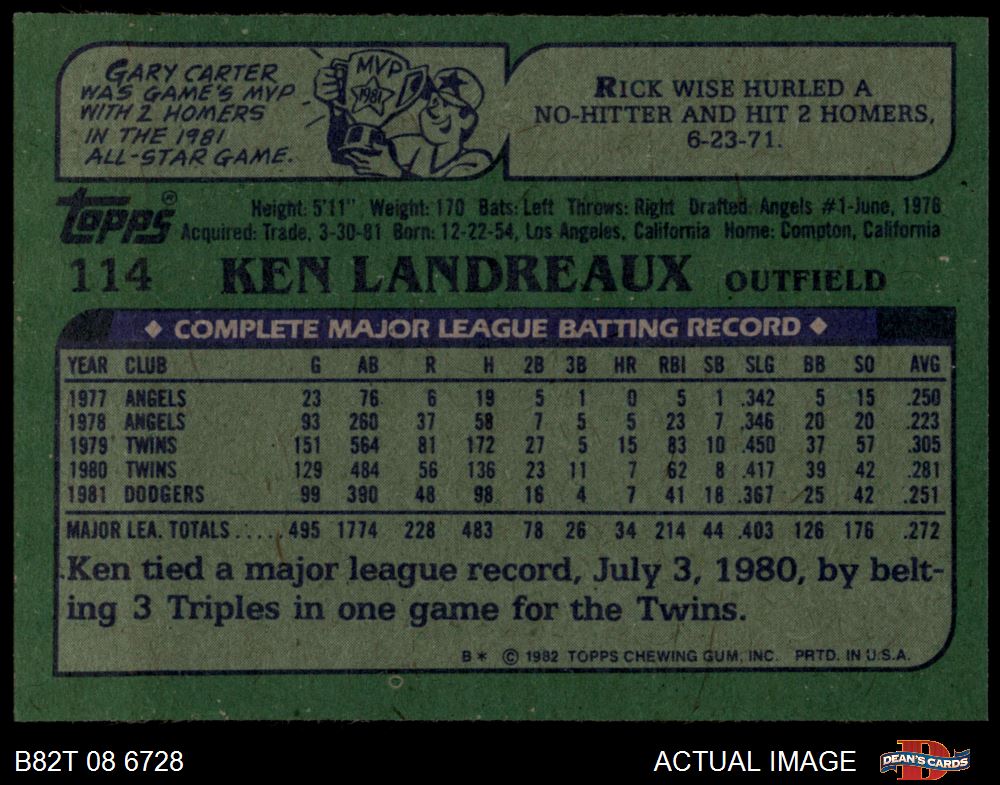 GARY CARTER
WAS GAME'S MVP
WITH 2 HOMERS
IN THE 1981
ALL-STAR GAME.
MVP
1981
RICK WISE HURLED A
NO-HITTER AND HIT 2 HOMERS,
6-23-71.
topps®
Height: 5'11" Weight: 170 Bats: Left Throws: Right Drafted: Angels #1-June, 1976
Acquired: Trade, 3-30-81 Born: 12-22-54, Los Angeles, California Home: Compton, California
114 KEN LANDREAUX OUTFIELD
◆ COMPLETE MAJOR LEAGUE BATTING RECORD ◆
YEAR CLUB G AB R H 2B 3B HR RBI SB SLG BB SO AVG
1977 ANGELS 23 76 6 19 5 1 0 5 1 .342 5 15 .250
1978 ANGELS 93 260 37 58 7 5 5 23 7 .346 20 20 .223
1979 TWINS 151 564 81 172 27 5 15 83 10 .450 37 57 .305
1980 TWINS 129 484 56 136 23 11 7 62 8 .417 39 42 .281
1981 DODGERS 99 390 48 98 16 4 7 41 18 .367 25 42 .251
MAJOR LEA. TOTALS ..... 495 1774 228 483 78 26 34 214 44 .403 126 176 .272
Ken tied a major league record, July 3, 1980, by belt-
ing 3 Triples in one game for the Twins.
B* © 1982 TOPPS CHEWING GUM, INC. PRTD. IN U.S.A.
B82T 08 6728
ACTUAL IMAGE
D
DEAN'S CARDS